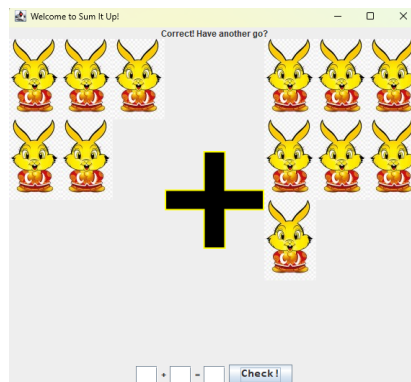 Welcome to Sum It Up!
Correct! Have another go?
+ = Check!